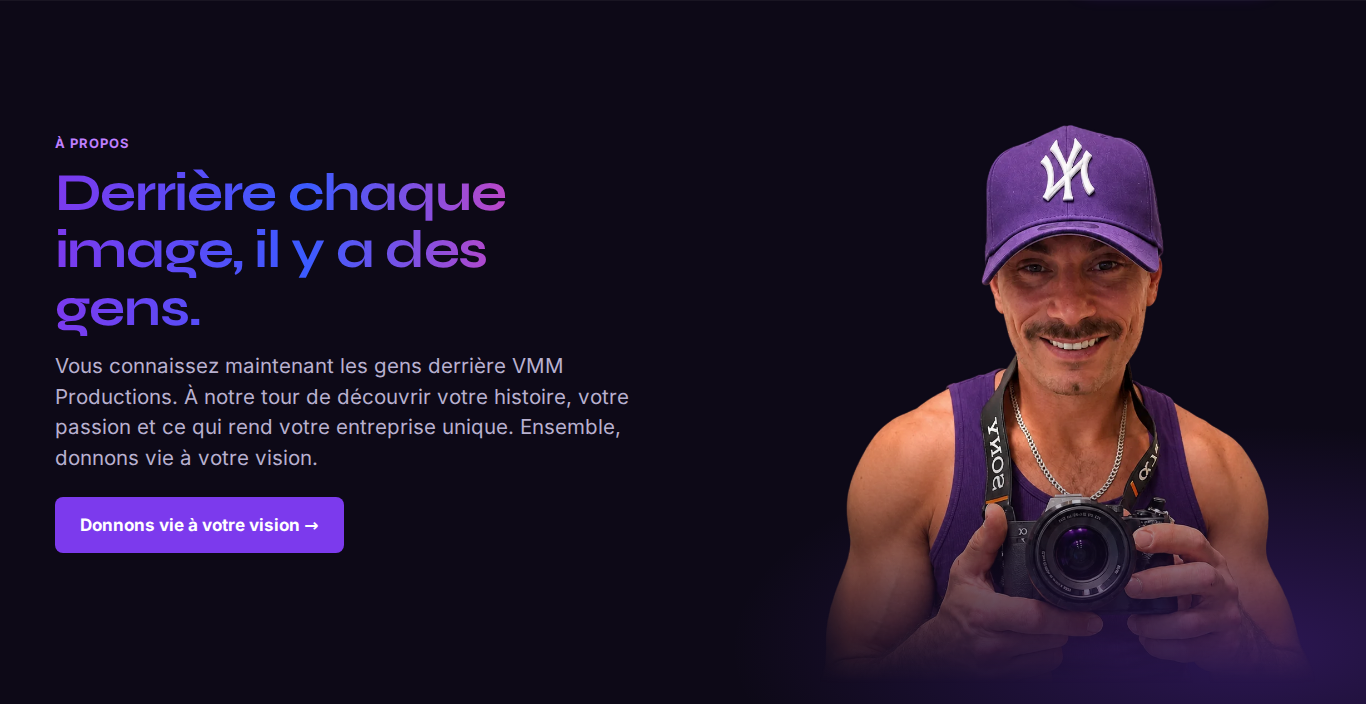 À PROPOS
Derrière chaque
image, il y a des
gens.
Vous connaissez maintenant les gens derrière VMM
Productions. À notre tour de découvrir votre histoire, votre
passion et ce qui rend votre entreprise unique. Ensemble,
donnons vie à votre vision.
Donnons vie à votre vision →
NY
SONY
α